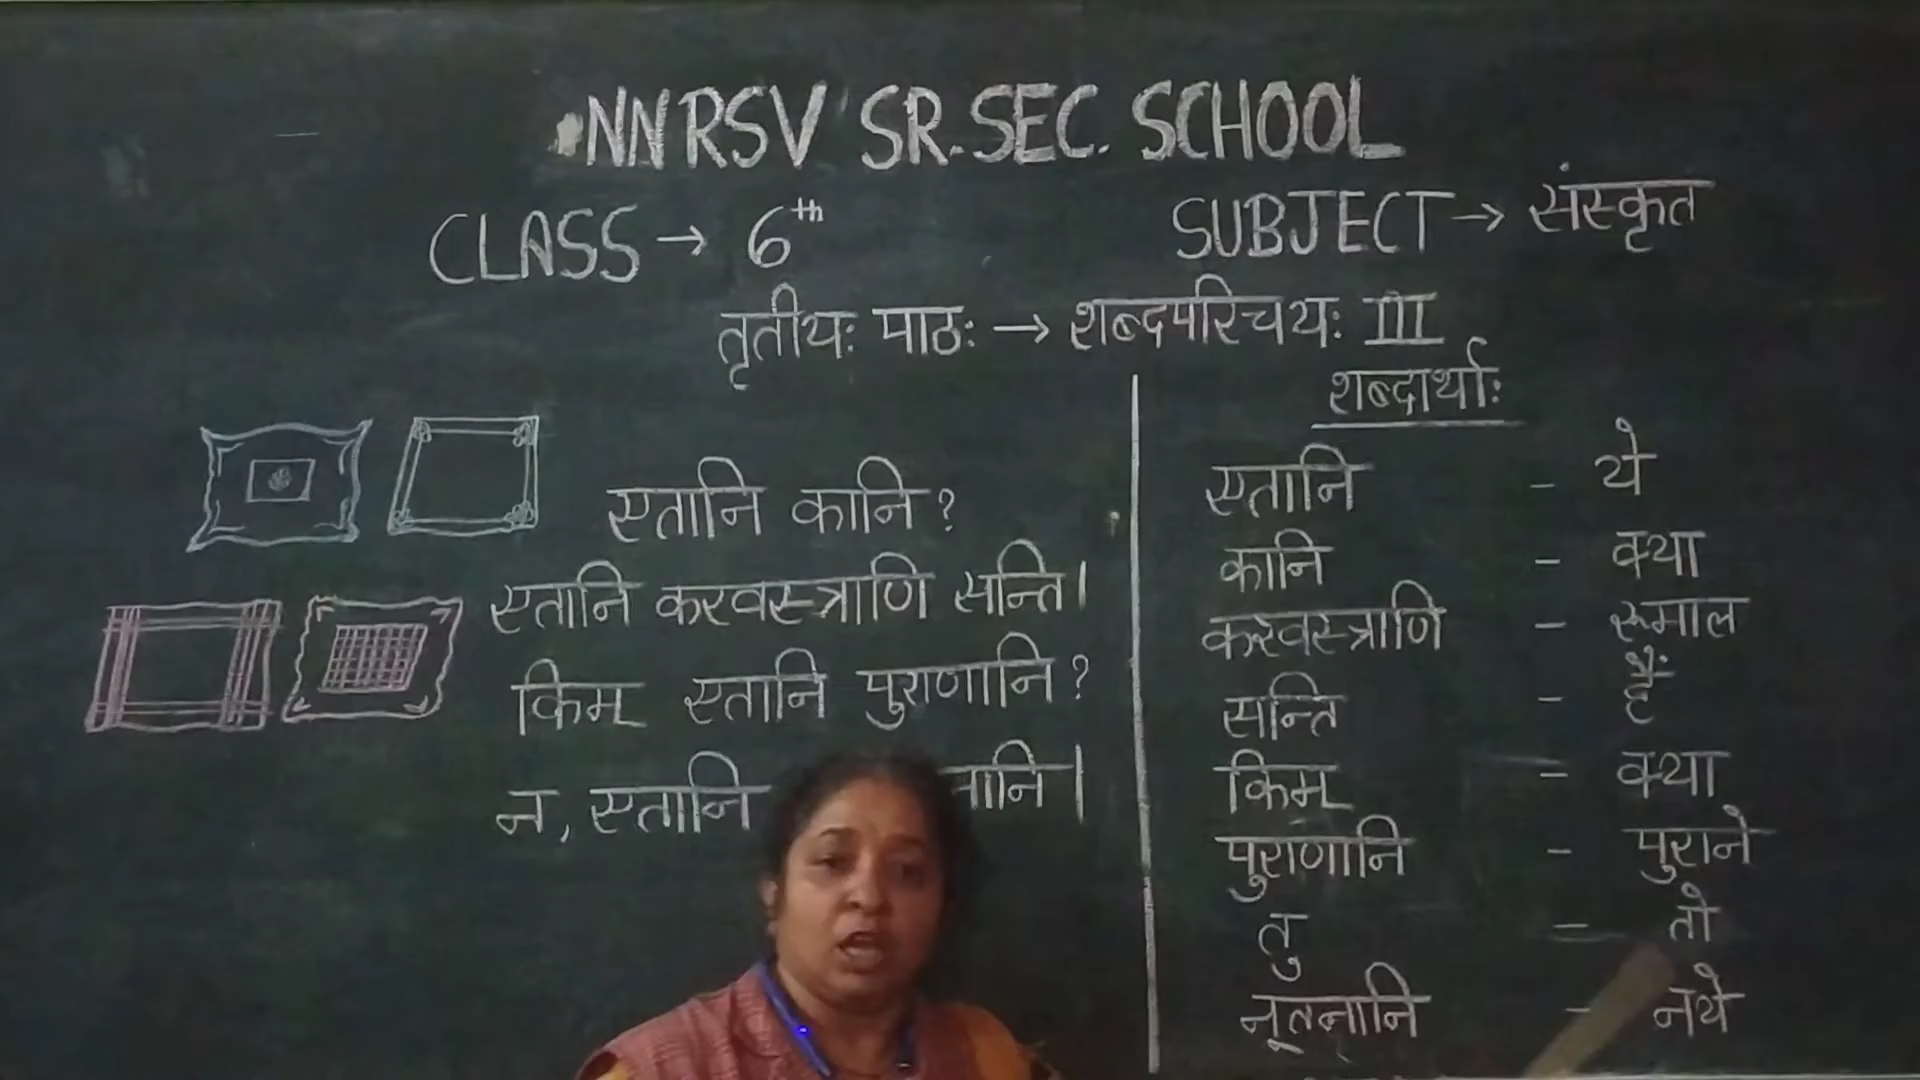 NNRSV SR. SEC. SCHOOL
CLASS → 6th
SUBJECT → संस्कृत
तृतीयः पाठः → शब्दपरिचयः III
एतानि कानि?
एतानि करवस्त्राणि सन्ति।
किम् एतानि पुराणानि?
न, एतानि
शब्दार्थाः
एतानि - ये
कानि - क्या
करवस्त्राणि - रूमाल
सन्ति - हैं
किम् - क्या
पुराणानि - पुराने
तु - तो
नूतनानि - नये